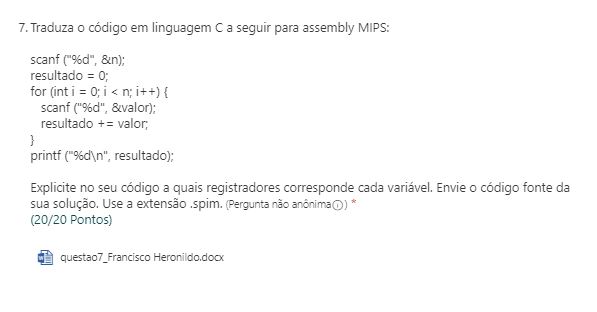 7. Traduza o código em linguagem C a seguir para assembly MIPS:
scanf ("%d", &n);
resultado = 0;
for (int i = 0; i < n; i++) {
scanf ("%d", &valor);
resultado += valor;
}
printf ("%d\n", resultado);
Explicite no seu código a quais registradores corresponde cada variável. Envie o código fonte da
sua solução. Use a extensão .spim. (Pergunta não anônima) *
(20/20 Pontos)
questao7_Francisco Heronildo.docx